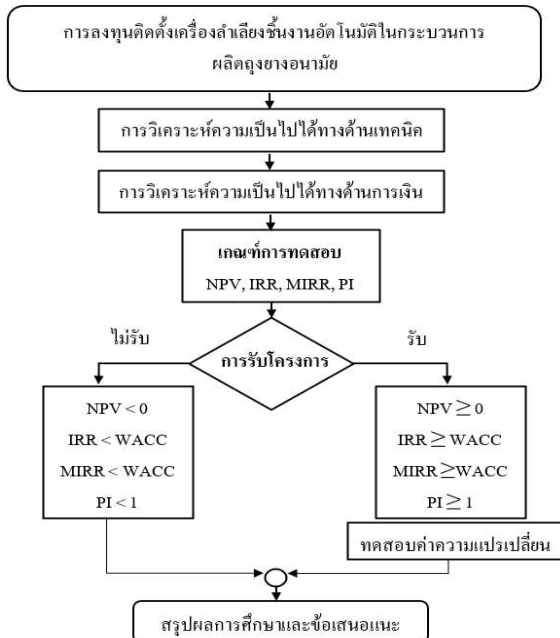 การลงทุนติดตั้งเครื่องลำเลียงชิ้นงานอัตโนมัติในกระบวนการ
ผลิตถุงยางอนามัย
การวิเคราะห์ความเป็นไปได้ทางด้านเทคนิค
การวิเคราะห์ความเป็นไปได้ทางด้านการเงิน
เกณฑ์การทดสอบ
NPV, IRR, MIRR, PI
ไม่รับ
รับ
การรับโครงการ
NPV < 0
IRR < WACC
MIRR < WACC
PI < 1
NPV ≥ 0
IRR ≥ WACC
MIRR ≥WACC
PI ≥ 1
ทดสอบค่าความแปรเปลี่ยน
สรุปผลการศึกษาและข้อเสนอแนะ